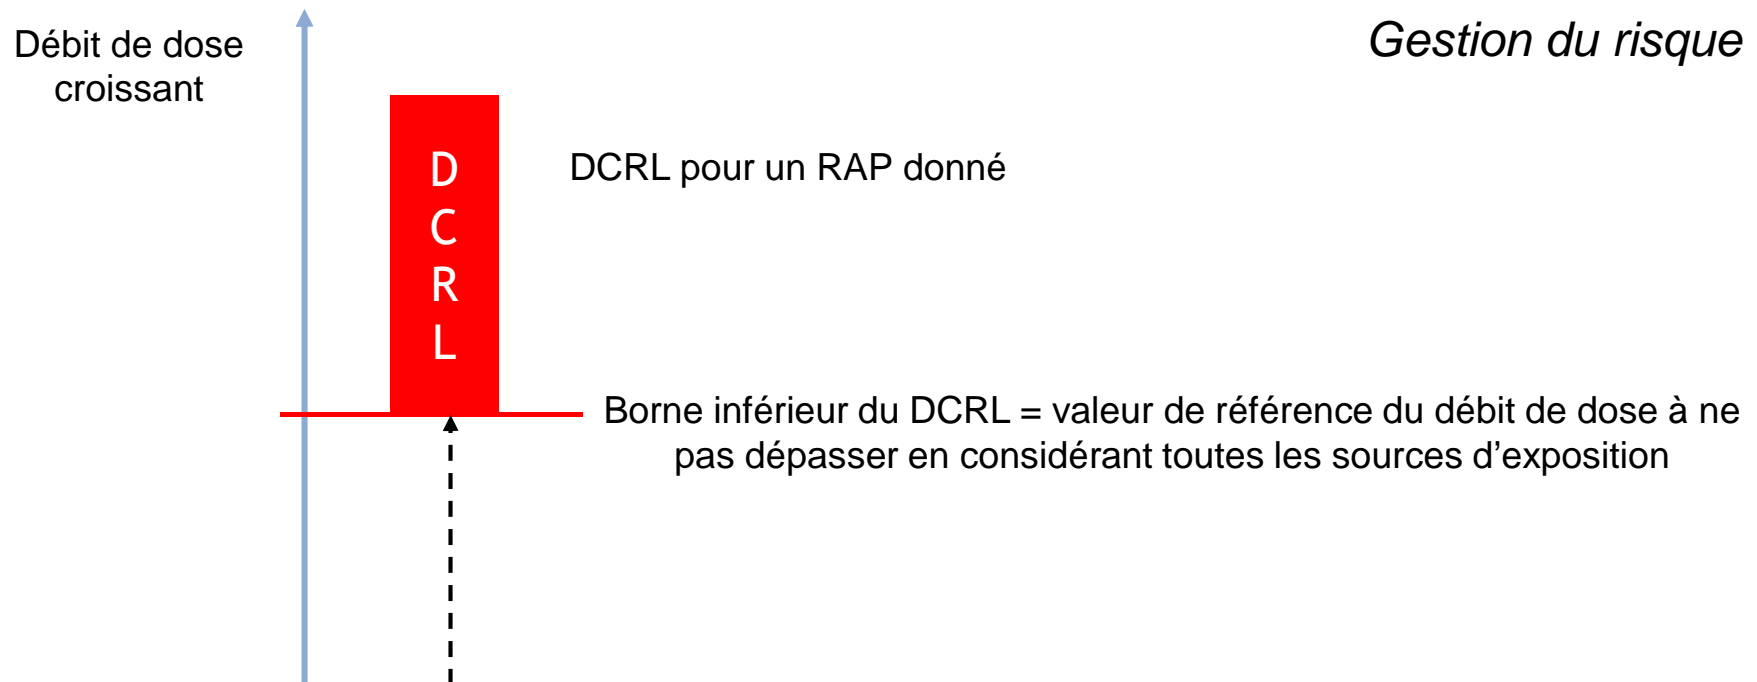 Débit de dose
croissant
Gestion du risque
D
C
R
L
DCRL pour un RAP donné
Borne inférieur du DCRL = valeur de référence du débit de dose à ne
pas dépasser en considérant toutes les sources d’exposition